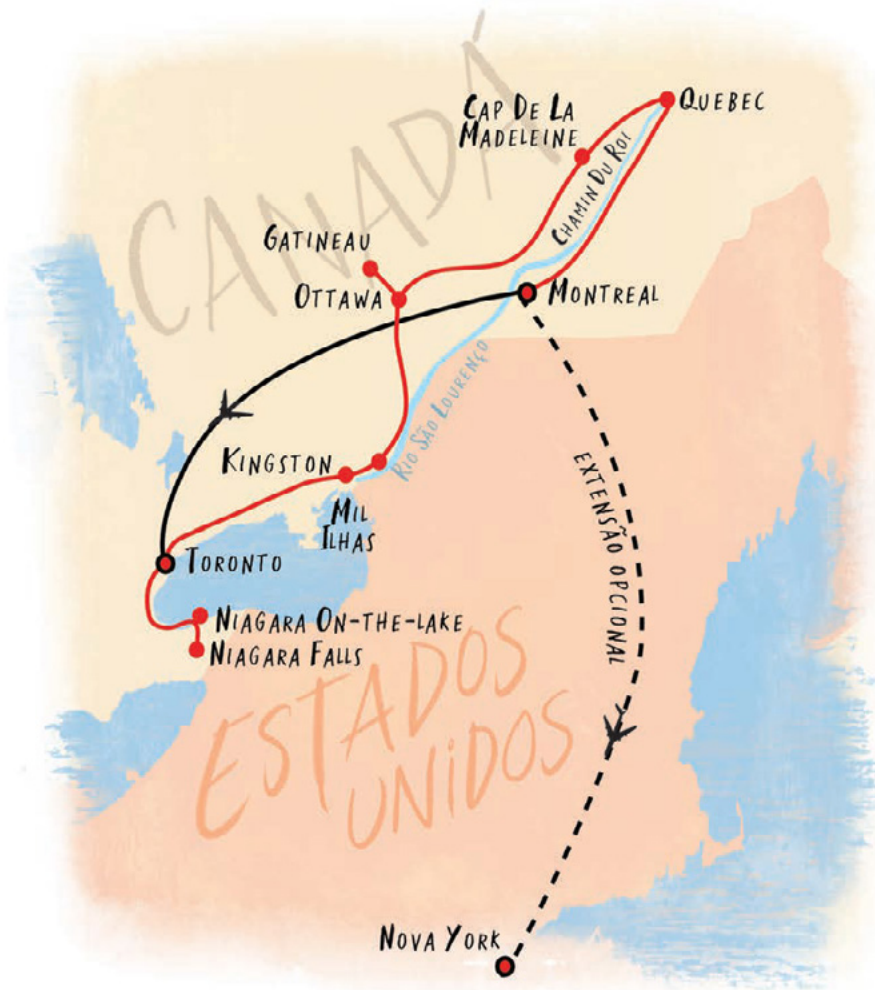 CANADÁ
CAP DE LA
MADELEINE
QUEBEC
CHAMIN DU ROI
GATINEAU
OTTAWA
MONTREAL
RIO SÃO LOURENÇO
KINGSTON
MIL
ILHAS
EXTENSÃO OPCIONAL
TORONTO
NIAGARA ON-THE-LAKE
NIAGARA FALLS
ESTADOS
UNIDOS
NOVA YORK